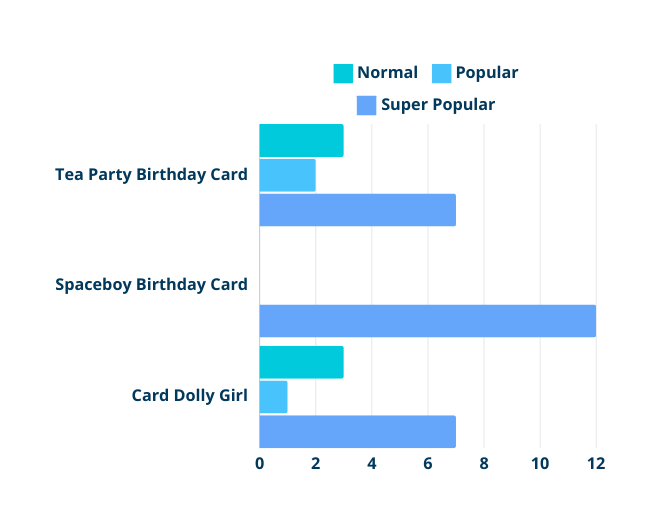 Normal Popular
Super Popular
Tea Party Birthday Card
Spaceboy Birthday Card
Card Dolly Girl
0 2 4 6 8 10 12